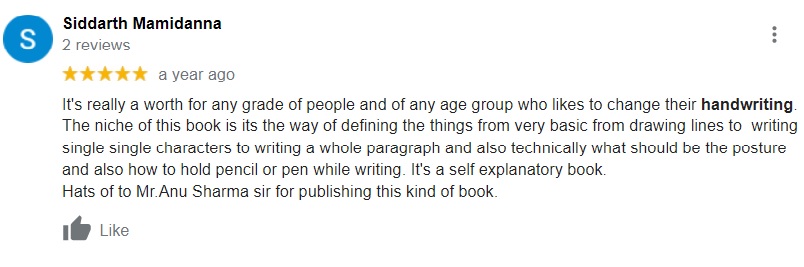 S
Siddarth Mamidanna
2 reviews
a year ago
It's really a worth for any grade of people and of any age group who likes to change their handwriting.
The niche of this book is its the way of defining the things from very basic from drawing lines to writing
single single characters to writing a whole paragraph and also technically what should be the posture
and also how to hold pencil or pen while writing. It's a self explanatory book.
Hats of to Mr.Anu Sharma sir for publishing this kind of book.
Like